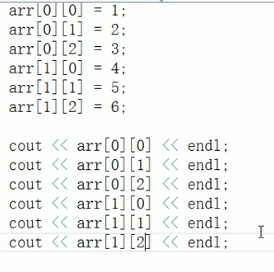 arr[0][0] = 1;
arr[0][1] = 2;
arr[0][2] = 3;
arr[1][0] = 4;
arr[1][1] = 5;
arr[1][2] = 6;
cout << arr[0][0] << endl;
cout << arr[0][1] << endl;
cout << arr[0][2] << endl;
cout << arr[1][0] << endl;
cout << arr[1][1] << endl;
cout << arr[1][2] << endl;